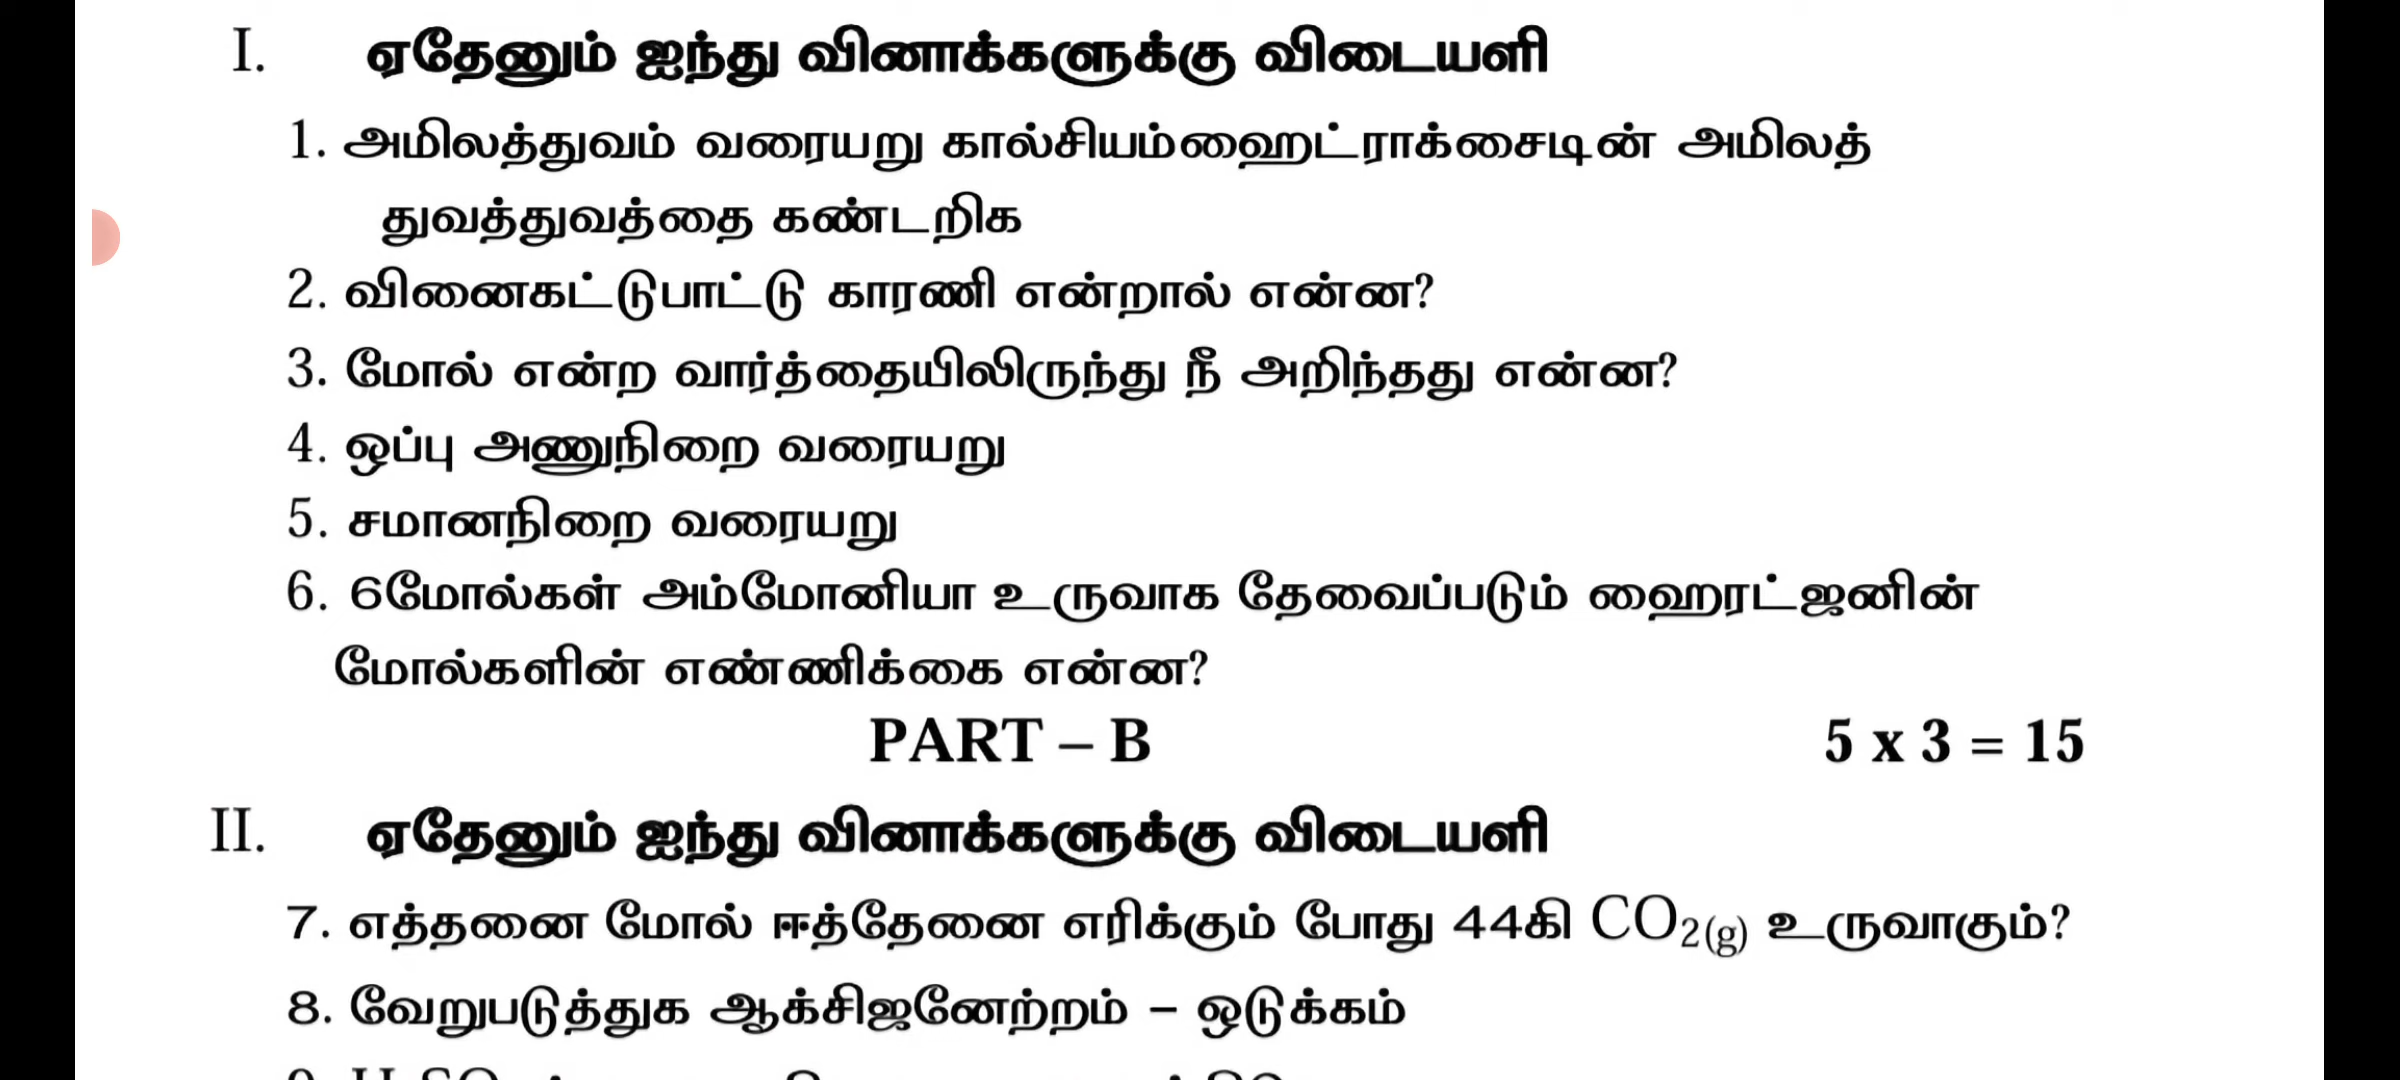 I. ஏதேனும் ஐந்து வினாக்களுக்கு விடையளி
1. அமிலத்துவம் வரையறு கால்சியம்ஹைட்ராக்சைடின் அமிலத்
துவத்துவத்தை கண்டறிக
2. வினைகட்டுபாட்டு காரணி என்றால் என்ன?
3. மோல் என்ற வார்த்தையிலிருந்து நீ அறிந்தது என்ன?
4. ஒப்பு அணுநிறை வரையறு
5. சமானநிறை வரையறு
6. 6மோல்கள் அம்மோனியா உருவாக தேவைப்படும் ஹைரட்ஜனின்
மோல்களின் எண்ணிக்கை என்ன?
PART – B 5 x 3 = 15
II. ஏதேனும் ஐந்து வினாக்களுக்கு விடையளி
7. எத்தனை மோல் ஈத்தேனை எரிக்கும் போது 44கி CO2(g) உருவாகும்?
8. வேறுபடுத்துக ஆக்சிஜனேற்றம் – ஒடுக்கம்